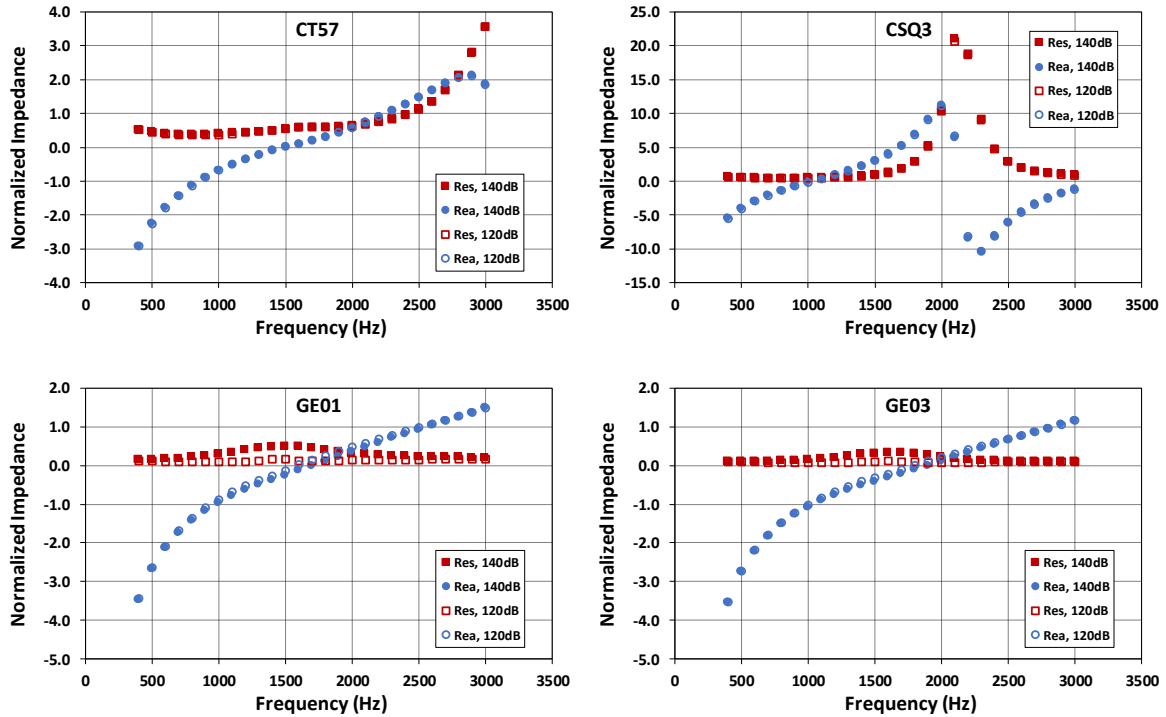 CT57
Normalized Impedance
4.0
3.0
2.0
1.0
0.0
-1.0
-2.0
-3.0
-4.0
0 500 1000 1500 2000 2500 3000 3500
Frequency (Hz)
Res, 140dB
Rea, 140dB
Res, 120dB
Rea, 120dB
CSQ3
Normalized Impedance
25.0
20.0
15.0
10.0
5.0
0.0
-5.0
-10.0
-15.0
0 500 1000 1500 2000 2500 3000 3500
Frequency (Hz)
Res, 140dB
Rea, 140dB
Res, 120dB
Rea, 120dB
GE01
Normalized Impedance
2.0
1.0
0.0
-1.0
-2.0
-3.0
-4.0
-5.0
0 500 1000 1500 2000 2500 3000 3500
Frequency (Hz)
Res, 140dB
Rea, 140dB
Res, 120dB
Rea, 120dB
GE03
Normalized Impedance
2.0
1.0
0.0
-1.0
-2.0
-3.0
-4.0
-5.0
0 500 1000 1500 2000 2500 3000 3500
Frequency (Hz)
Res, 140dB
Rea, 140dB
Res, 120dB
Rea, 120dB